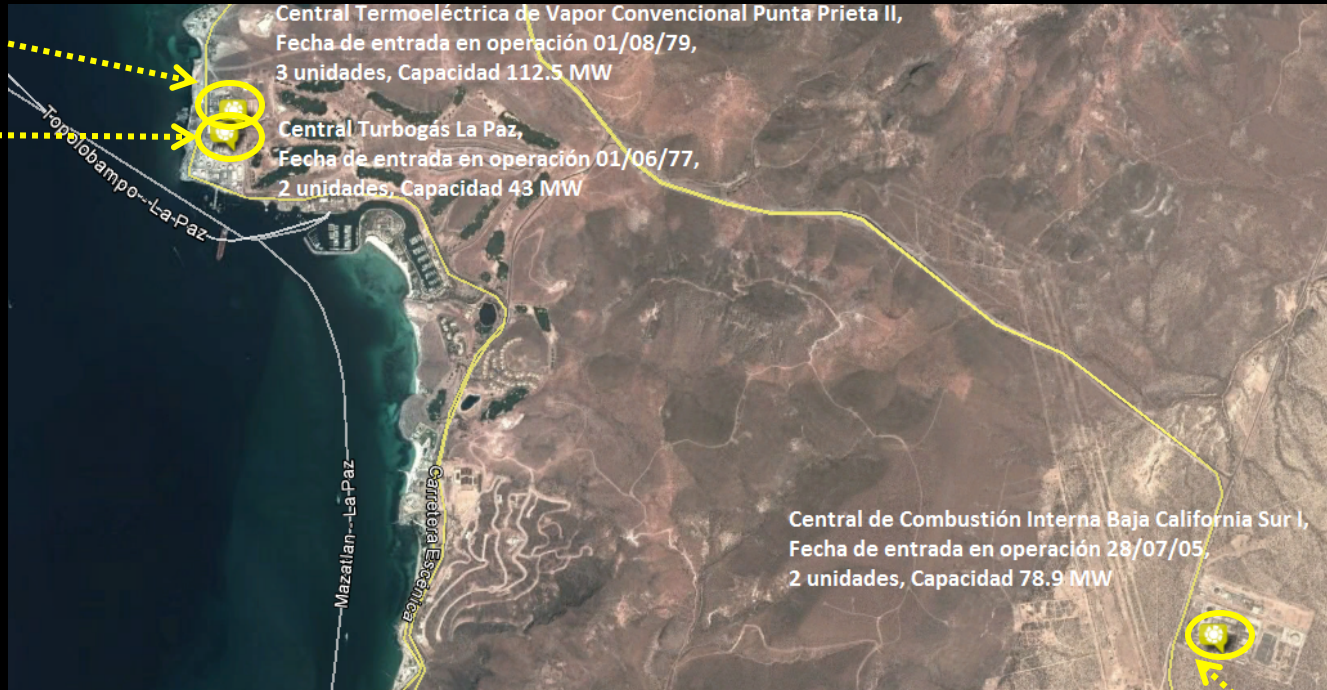 Central Termoeléctrica de Vapor Convencional Punta Prieta II,
Fecha de entrada en operación 01/08/79,
3 unidades, Capacidad 112.5 MW
Central Turbogás La Paz,
Fecha de entrada en operación 01/06/77,
2 unidades, Capacidad 43 MW
Topolobampo--La-Paz
Mazatlan--La-Paz
Carretera Escénica
Central de Combustión Interna Baja California Sur I,
Fecha de entrada en operación 28/07/05,
2 unidades, Capacidad 78.9 MW